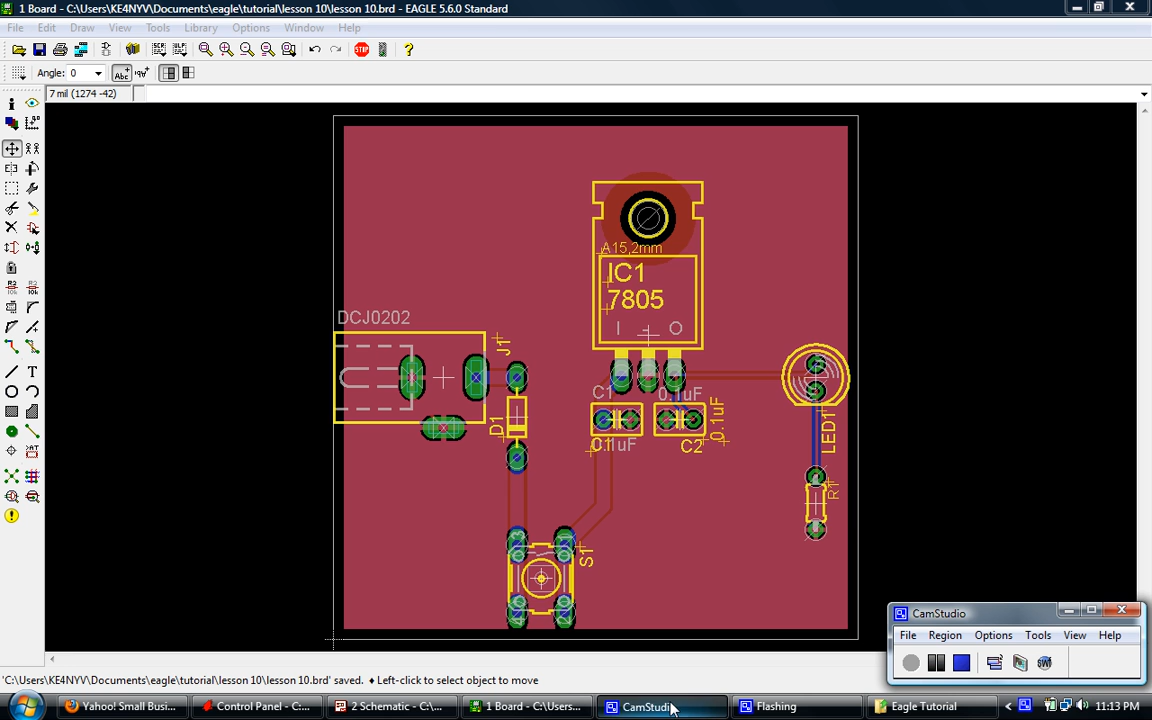 1 Board - C:\Users\KE4NYV\Documents\eagle\tutorial\lesson 10\lesson 10.brd - EAGLE 5.6.0 Standard
File Edit Draw View Tools Library Options Window Help
Angle: 0
7 mil (1274 -42)
A15,2mm
IC1
7805
I - O
DCJ0202
J1
C1
0.1uF
D1
0.1uF
C1
0.1uF
C2
LED1
R1
S1
CamStudio
File Region Options Tools View Help
'C:\Users\KE4NYV\Documents\eagle\tutorial\lesson 10\lesson 10.brd' saved. ♦ Left-click to select object to move
Yahoo! Small Busi...
Control Panel - C:...
2 Schematic - C:\...
1 Board - C:\Users...
CamStudio
Flashing
Eagle Tutorial
11:13 PM